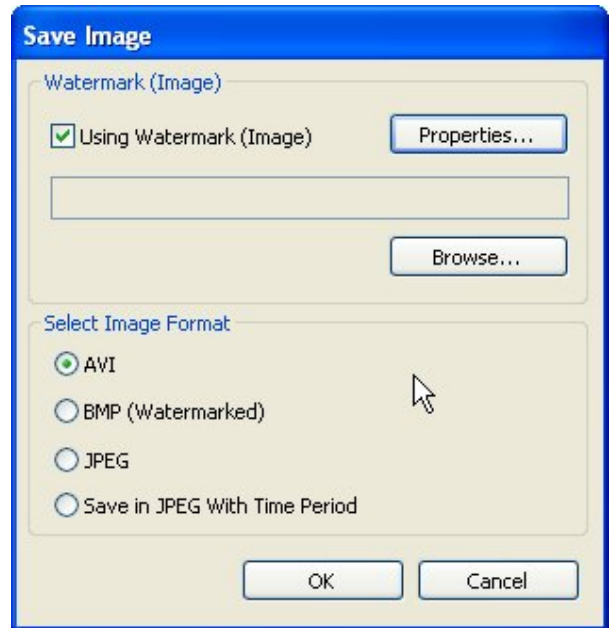 Save Image
Watermark (Image)
Using Watermark (Image)
Properties...
Browse...
Select Image Format
AVI
BMP (Watermarked)
JPEG
Save in JPEG With Time Period
OK
Cancel